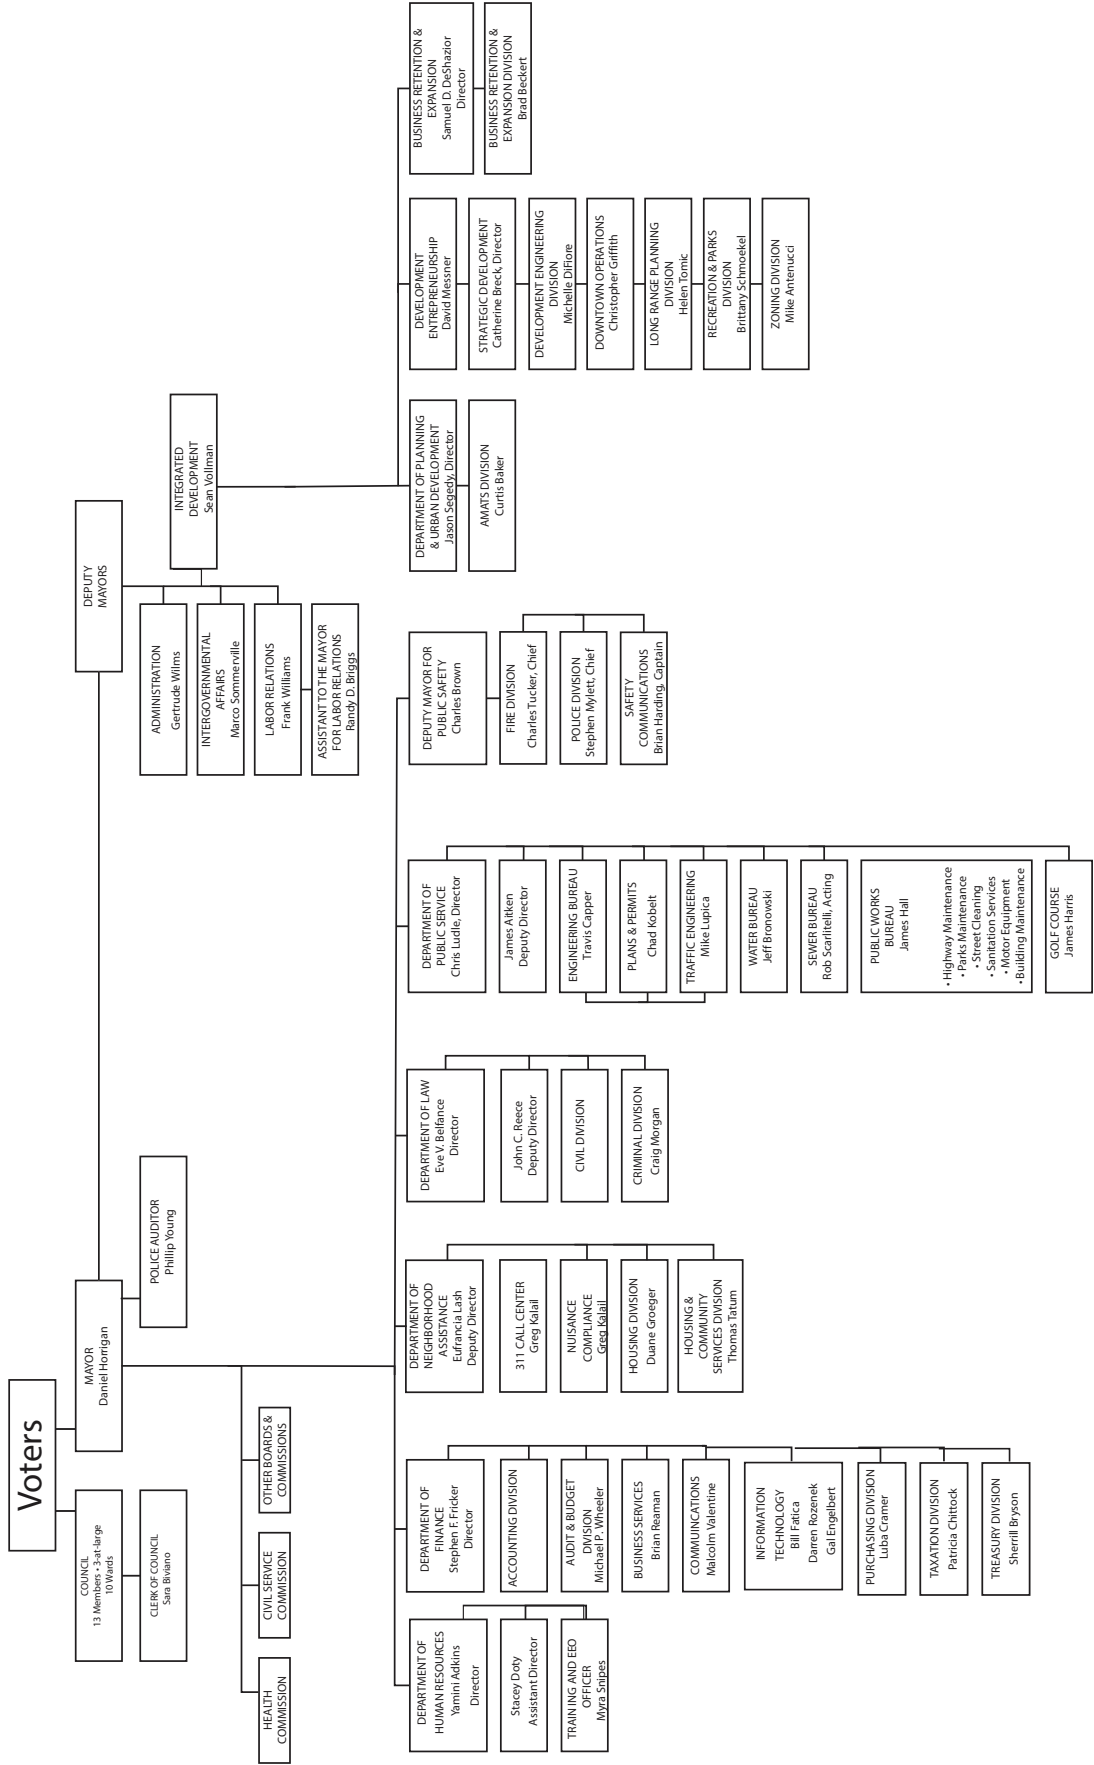 Voters
COUNCIL
13 Members • 3-at-large
10 Wards
CLERK OF COUNCIL
Sara Biviano
MAYOR
Daniel Horrigan
POLICE AUDITOR
Phillip Young
DEPUTY
MAYORS
ADMINISTRATION
Gertrude Wilms
INTERGOVERNMENTAL
AFFAIRS
Marco Sommerville
LABOR RELATIONS
Frank Williams
ASSISTANT TO THE MAYOR
FOR LABOR RELATIONS
Randy D. Briggs
INTEGRATED
DEVELOPMENT
Sean Vollman
HEALTH
COMMISSION
CIVIL SERVICE
COMMISSION
OTHER BOARDS &
COMMISSIONS
DEPARTMENT OF
HUMAN RESOURCES
Yamini Adkins
Director
Stacey Doty
Assistant Director
TRAINING AND EEO
OFFICER
Myra Snipes
DEPARTMENT OF
FINANCE
Stephen F. Fricker
Director
ACCOUNTING DIVISION
AUDIT & BUDGET
DIVISION
Michael P. Wheeler
BUSINESS SERVICES
Brian Reaman
COMMUINCATIONS
Malcolm Valentine
INFORMATION
TECHNOLOGY
Bill Fatica
Darren Rozenek
Gal Engelbert
PURCHASING DIVISION
Luba Cramer
TAXATION DIVISION
Patricia Chittock
TREASURY DIVISION
Sherrill Bryson
DEPARTMENT OF
NEIGHBORHOOD
ASSISTANCE
Eufrancia Lash
Deputy Director
311 CALL CENTER
Greg Kalail
NUISANCE
COMPLIANCE
Greg Kalail
HOUSING DIVISION
Duane Groeger
HOUSING &
COMMUNITY
SERVICES DIVISION
Thomas Tatum
DEPARTMENT OF LAW
Eve V. Belfance
Director
John C. Reece
Deputy Director
CIVIL DIVISION
CRIMINAL DIVISION
Craig Morgan
DEPARTMENT OF
PUBLIC SERVICE
Chris Ludle, Director
James Aitken
Deputy Director
ENGINEERING BUREAU
Travis Capper
PLANS & PERMITS
Chad Kobelt
TRAFFIC ENGINEERING
Mike Lupica
WATER BUREAU
Jeff Bronowski
SEWER BUREAU
Rob Scarlitelli, Acting
PUBLIC WORKS
BUREAU
James Hall
• Highway Maintenance
• Parks Maintenance
• Street Cleaning
• Sanitation Services
• Motor Equipment
• Building Maintenance
GOLF COURSE
James Harris
DEPUTY MAYOR FOR
PUBLIC SAFETY
Charles Brown
FIRE DIVISION
Charles Tucker, Chief
POLICE DIVISION
Stephen Mylett, Chief
SAFETY
COMMUNICATIONS
Brian Harding, Captain
DEPARTMENT OF PLANNING
& URBAN DEVELOPMENT
Jason Segedy, Director
AMATS DIVISION
Curtis Baker
DEVELOPMENT
ENTREPRENEURSHIP
David Messner
STRATEGIC DEVELOPMENT
Catherine Breck, Director
DEVELOPMENT ENGINEERING
DIVISION
Michelle DiFiore
DOWNTOWN OPERATIONS
Christopher Griffith
LONG RANGE PLANNING
DIVISION
Helen Tomic
RECREATION & PARKS
DIVISION
Brittany Schmoekel
ZONING DIVISION
Mike Antenucci
BUSINESS RETENTION &
EXPANSION
Samuel D. DeShazior
Director
BUSINESS RETENTION &
EXPANSION DIVISION
Brad Beckert